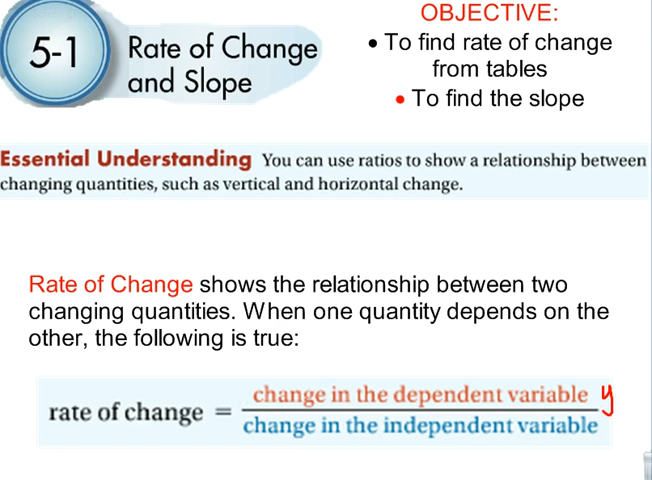 5-1
Rate of Change
and Slope
OBJECTIVE:
• To find rate of change
from tables
• To find the slope
Essential Understanding You can use ratios to show a relationship between
changing quantities, such as vertical and horizontal change.
Rate of Change shows the relationship between two
changing quantities. When one quantity depends on the
other, the following is true:
rate of change = change in the dependent variable y
change in the independent variable